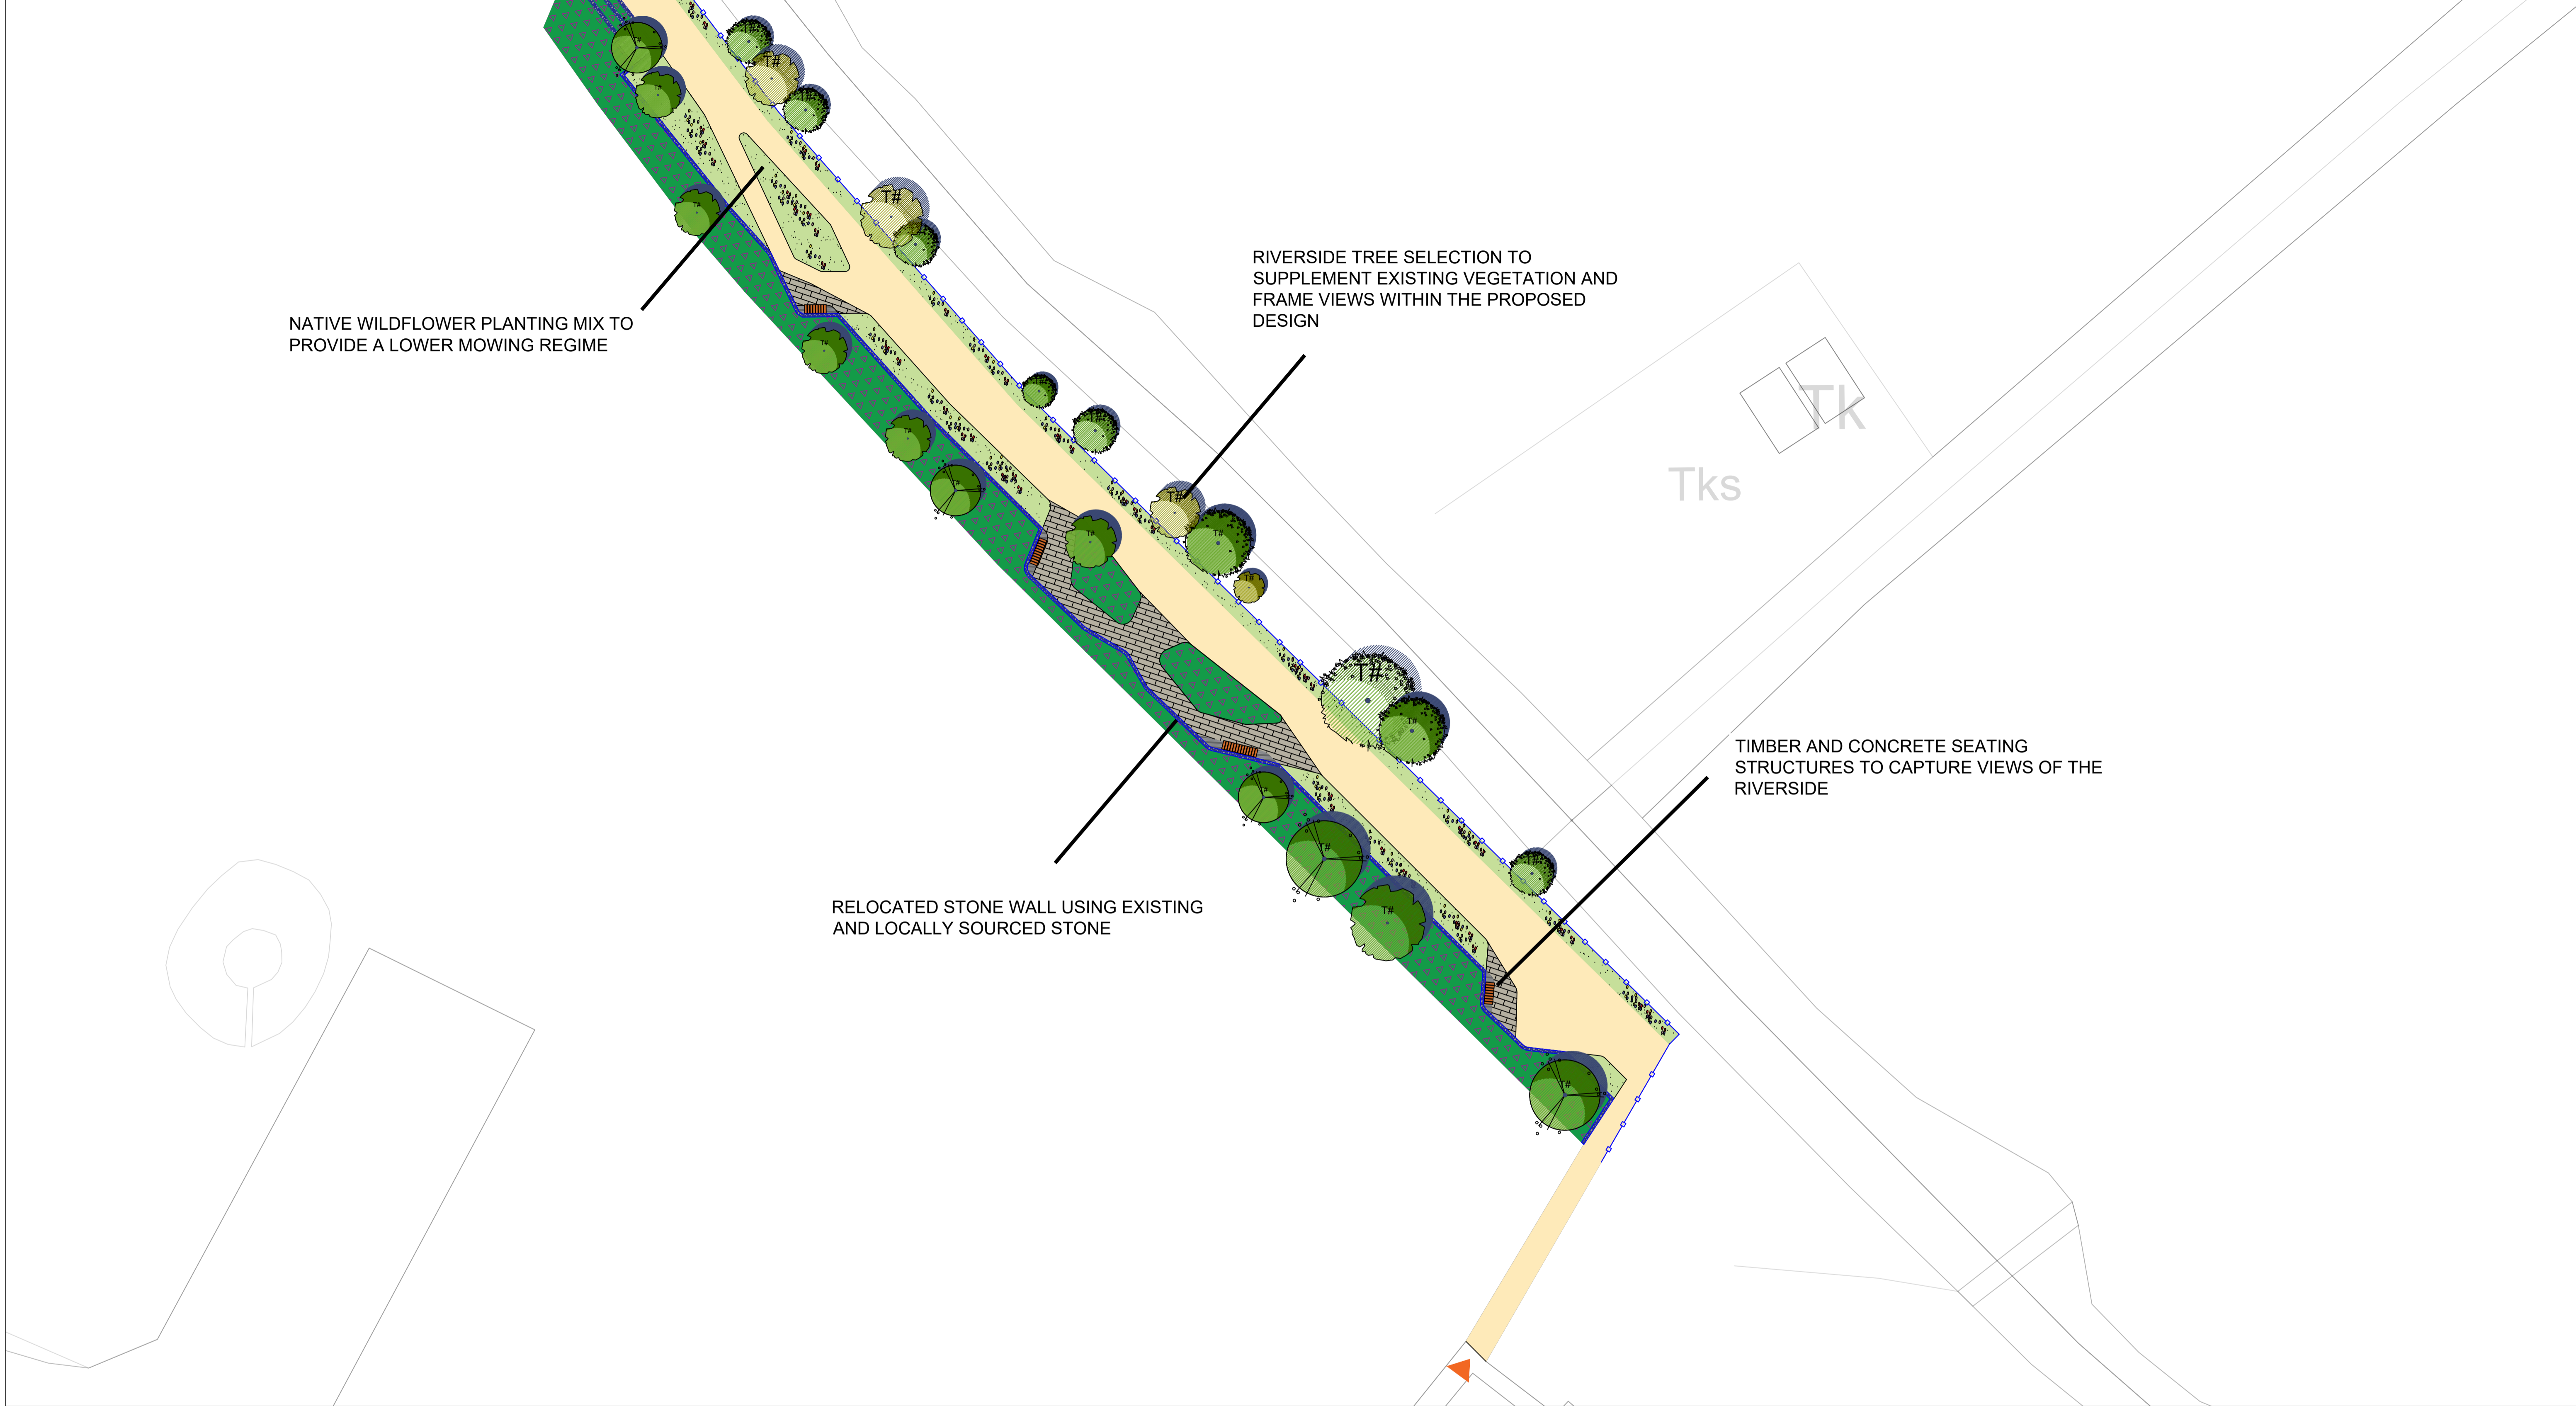 T#
T#
T#
T#
T#
T#
T#
RIVERSIDE TREE SELECTION TO
SUPPLEMENT EXISTING VEGETATION AND
FRAME VIEWS WITHIN THE PROPOSED
DESIGN
NATIVE WILDFLOWER PLANTING MIX TO
PROVIDE A LOWER MOWING REGIME
T#
T#
Tk
T#
T#
T#
Tks
T#
T#
T#
T#
T#
T#
TIMBER AND CONCRETE SEATING
STRUCTURES TO CAPTURE VIEWS OF THE
RIVERSIDE
T#
T#
T#
RELOCATED STONE WALL USING EXISTING
AND LOCALLY SOURCED STONE
T#
T#